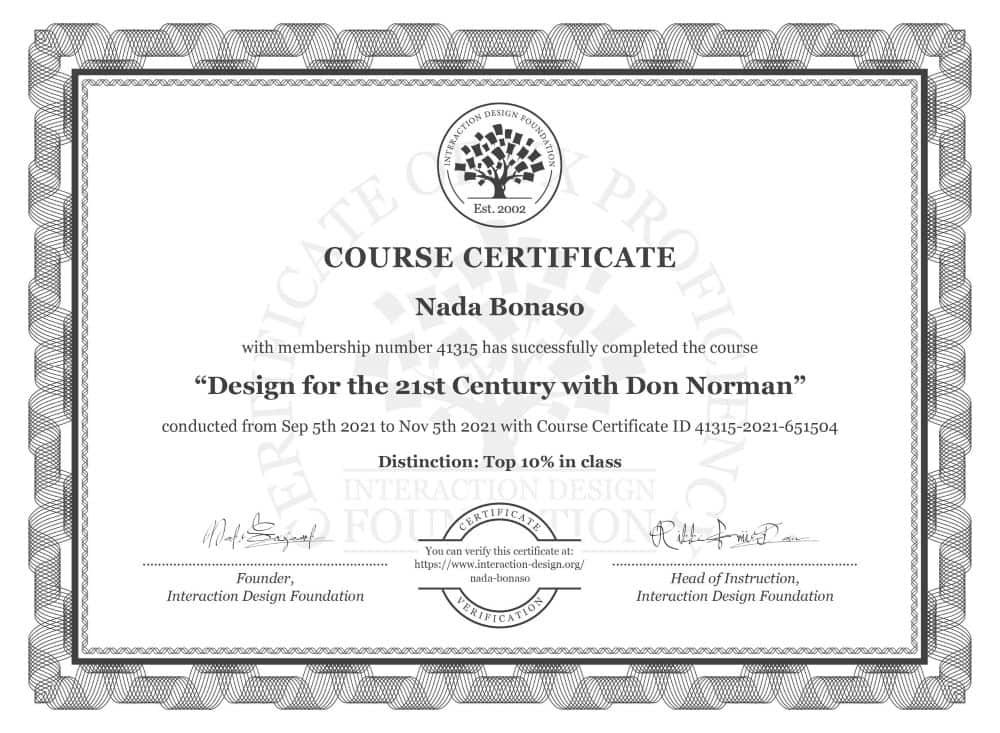 INTERACTION DESIGN FOUNDATION
Est. 2002
CERTIFICATE OF UX PROFICIENCY
COURSE CERTIFICATE
Nada Bonaso
with membership number 41315 has successfully completed the course
“Design for the 21st Century with Don Norman”
conducted from Sep 5th 2021 to Nov 5th 2021 with Course Certificate ID 41315-2021-651504
Distinction: Top 10% in class
INTERACTION DESIGN
FOUNDATION
CERTIFICATE
You can verify this certificate at:
https://www.interaction-design.org/
nada-bonaso
VERIFICATION
Founder,
Interaction Design Foundation
Head of Instruction,
Interaction Design Foundation